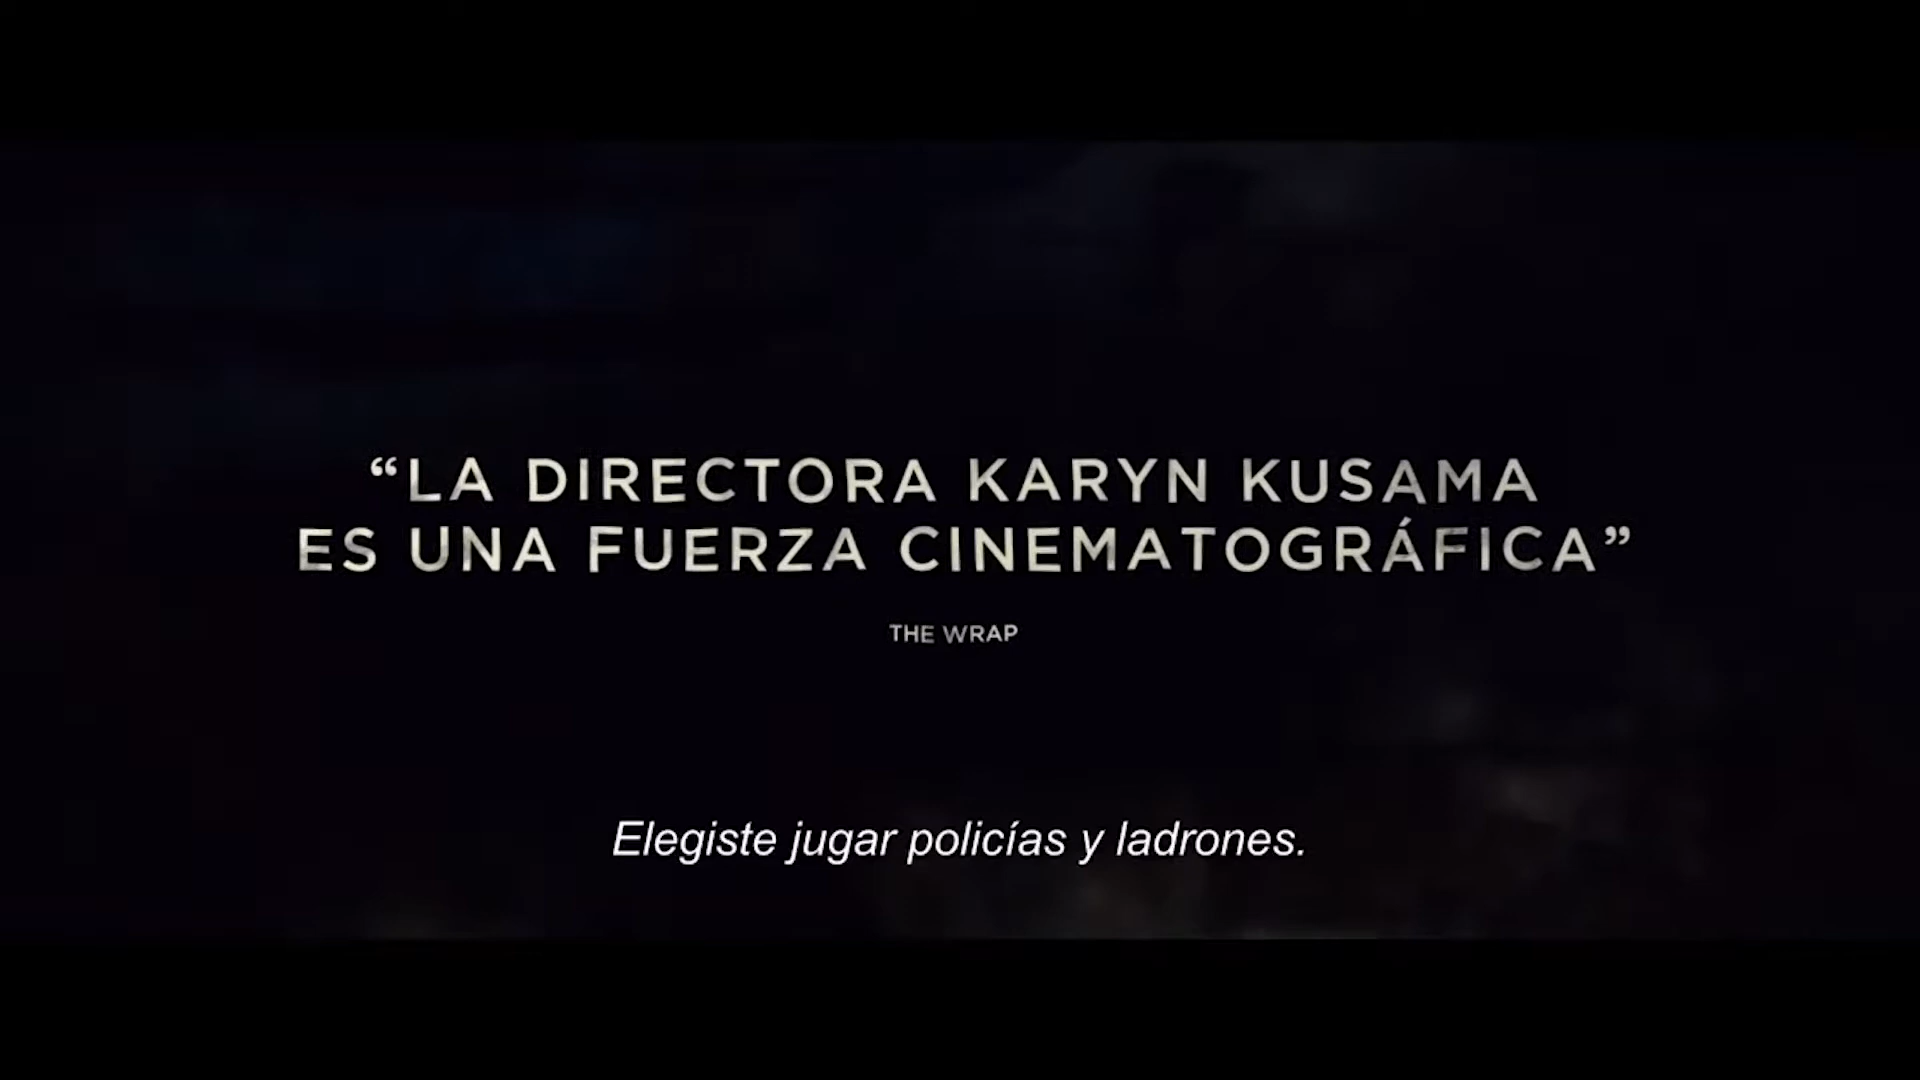 “LA DIRECTORA KARYN KUSAMA
ES UNA FUERZA CINEMATOGRÁFICA”
THE WRAP
Elegiste jugar policías y ladrones.